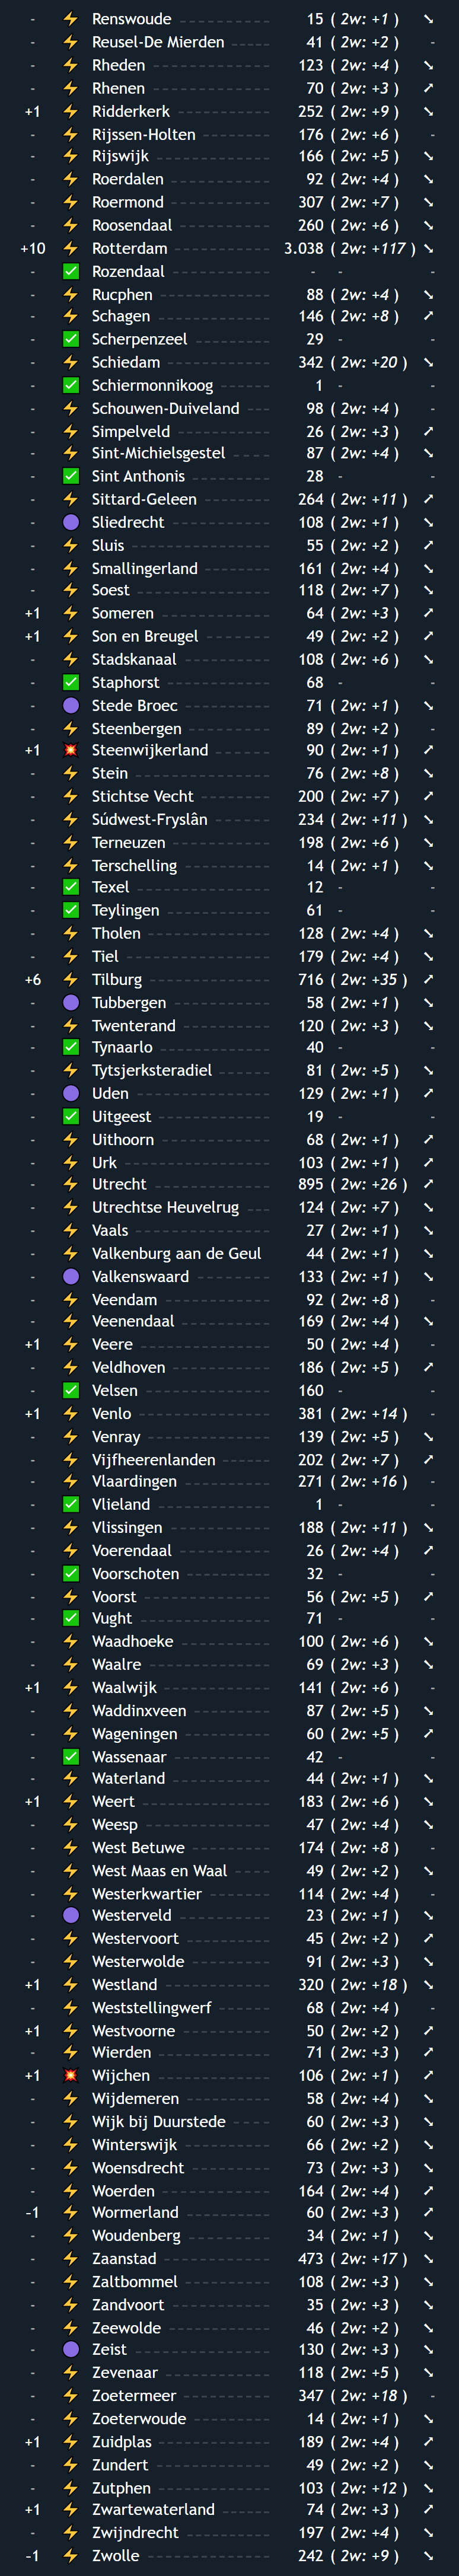 - ⚡ Renswoude 15 ( 2w: +1 ) ↘
- ⚡ Reusel-De Mierden 41 ( 2w: +2 ) -
- ⚡ Rheden 123 ( 2w: +4 ) ↘
- ⚡ Rhenen 70 ( 2w: +3 ) ↗
+1 ⚡ Ridderkerk 252 ( 2w: +9 ) ↘
- ⚡ Rijssen-Holten 176 ( 2w: +6 ) -
- ⚡ Rijswijk 166 ( 2w: +5 ) ↘
- ⚡ Roerdalen 92 ( 2w: +4 ) ↘
- ⚡ Roermond 307 ( 2w: +7 ) ↘
- ⚡ Roosendaal 260 ( 2w: +6 ) ↘
+10 ⚡ Rotterdam 3.038 ( 2w: +117 ) ↘
- ✅ Rozendaal - - -
- ⚡ Rucphen 88 ( 2w: +4 ) ↘
- ⚡ Schagen 146 ( 2w: +8 ) ↗
- ✅ Scherpenzeel 29 - -
- ⚡ Schiedam 342 ( 2w: +20 ) ↘
- ✅ Schiermonnikoog 1 - -
- ⚡ Schouwen-Duiveland 98 ( 2w: +4 ) -
- ⚡ Simpelveld 26 ( 2w: +3 ) ↗
- ⚡ Sint-Michielsgestel 87 ( 2w: +4 ) ↘
- ✅ Sint Anthonis 28 - -
- ⚡ Sittard-Geleen 264 ( 2w: +11 ) ↗
- 🟣 Sliedrecht 108 ( 2w: +1 ) ↘
- ⚡ Sluis 55 ( 2w: +2 ) ↗
- ⚡ Smallingerland 161 ( 2w: +4 ) ↘
- ⚡ Soest 118 ( 2w: +7 ) ↘
+1 ⚡ Someren 64 ( 2w: +3 ) ↗
+1 ⚡ Son en Breugel 49 ( 2w: +2 ) ↗
- ⚡ Stadskanaal 108 ( 2w: +6 ) ↘
- ✅ Staphorst 68 - -
- 🟣 Stede Broec 71 ( 2w: +1 ) ↘
- ⚡ Steenbergen 89 ( 2w: +2 ) -
+1 💥 Steenwijkerland 90 ( 2w: +1 ) ↗
- ⚡ Stein 76 ( 2w: +8 ) ↘
- ⚡ Stichtse Vecht 200 ( 2w: +7 ) ↗
- ⚡ Súdwest-Fryslân 234 ( 2w: +11 ) ↘
- ⚡ Terneuzen 198 ( 2w: +6 ) ↘
- ⚡ Terschelling 14 ( 2w: +1 ) ↘
- ✅ Texel 12 - -
- ✅ Teylingen 61 - -
- ⚡ Tholen 128 ( 2w: +4 ) ↘
- ⚡ Tiel 179 ( 2w: +4 ) ↘
+6 ⚡ Tilburg 716 ( 2w: +35 ) ↗
- 🟣 Tubbergen 58 ( 2w: +1 ) ↘
- ⚡ Twenterand 120 ( 2w: +3 ) ↘
- ✅ Tynaarlo 40 - -
- ⚡ Tytsjerksteradiel 81 ( 2w: +5 ) ↘
- 🟣 Uden 129 ( 2w: +1 ) ↗
- ✅ Uitgeest 19 - -
- ⚡ Uithoorn 68 ( 2w: +1 ) ↗
- ⚡ Urk 103 ( 2w: +1 ) ↗
- ⚡ Utrecht 895 ( 2w: +26 ) ↗
- ⚡ Utrechtse Heuvelrug 124 ( 2w: +7 ) ↘
- ⚡ Vaals 27 ( 2w: +1 ) ↘
- ⚡ Valkenburg aan de Geul 44 ( 2w: +1 ) ↘
- 🟣 Valkenswaard 133 ( 2w: +1 ) ↘
- ⚡ Veendam 92 ( 2w: +8 ) -
- ⚡ Veenendaal 169 ( 2w: +4 ) ↘
+1 ⚡ Veere 50 ( 2w: +4 ) -
- ⚡ Veldhoven 186 ( 2w: +5 ) ↗
- ✅ Velsen 160 - -
+1 ⚡ Venlo 381 ( 2w: +14 ) -
- ⚡ Venray 139 ( 2w: +5 ) ↘
- ⚡ Vijfheerenlanden 202 ( 2w: +7 ) ↗
- ⚡ Vlaardingen 271 ( 2w: +16 ) -
- ✅ Vlieland 1 - -
- ⚡ Vlissingen 188 ( 2w: +11 ) ↘
- ⚡ Voerendaal 26 ( 2w: +4 ) ↗
- ✅ Voorschoten 32 - -
- ⚡ Voorst 56 ( 2w: +5 ) ↗
- ✅ Vught 71 - -
- ⚡ Waadhoeke 100 ( 2w: +6 ) ↘
- ⚡ Waalre 69 ( 2w: +3 ) ↘
+1 ⚡ Waalwijk 141 ( 2w: +6 ) -
- ⚡ Waddinxveen 87 ( 2w: +5 ) ↘
- ⚡ Wageningen 60 ( 2w: +5 ) ↗
- ✅ Wassenaar 42 - -
- ⚡ Waterland 44 ( 2w: +1 ) ↘
+1 ⚡ Weert 183 ( 2w: +6 ) ↘
- ⚡ Weesp 47 ( 2w: +4 ) ↘
- ⚡ West Betuwe 174 ( 2w: +8 ) -
- ⚡ West Maas en Waal 49 ( 2w: +2 ) ↘
- ⚡ Westerkwartier 114 ( 2w: +4 ) -
- 🟣 Westerveld 23 ( 2w: +1 ) ↘
- ⚡ Westervoort 45 ( 2w: +2 ) ↗
- ⚡ Westerwolde 91 ( 2w: +3 ) ↘
+1 ⚡ Westland 320 ( 2w: +18 ) ↘
- ⚡ Weststellingwerf 68 ( 2w: +4 ) -
+1 ⚡ Westvoorne 50 ( 2w: +2 ) ↗
- ⚡ Wierden 71 ( 2w: +3 ) ↗
+1 💥 Wijchen 106 ( 2w: +1 ) ↗
- ⚡ Wijdemeren 58 ( 2w: +4 ) ↘
- ⚡ Wijk bij Duurstede 60 ( 2w: +3 ) ↘
- ⚡ Winterswijk 66 ( 2w: +2 ) ↘
- ⚡ Woensdrecht 73 ( 2w: +3 ) ↘
- ⚡ Woerden 164 ( 2w: +4 ) ↗
-1 ⚡ Wormerland 60 ( 2w: +3 ) ↗
- ⚡ Woudenberg 34 ( 2w: +1 ) ↘
- ⚡ Zaanstad 473 ( 2w: +17 ) ↘
- ⚡ Zaltbommel 108 ( 2w: +3 ) ↘
- ⚡ Zandvoort 35 ( 2w: +3 ) ↘
- ⚡ Zeewolde 46 ( 2w: +2 ) ↘
- 🟣 Zeist 130 ( 2w: +3 ) ↘
- ⚡ Zevenaar 118 ( 2w: +5 ) ↘
- ⚡ Zoetermeer 347 ( 2w: +18 ) -
- ⚡ Zoeterwoude 14 ( 2w: +1 ) ↘
+1 ⚡ Zuidplas 189 ( 2w: +4 ) ↗
- ⚡ Zundert 49 ( 2w: +2 ) ↘
- ⚡ Zutphen 103 ( 2w: +12 ) ↘
+1 ⚡ Zwartewaterland 74 ( 2w: +3 ) ↗
- ⚡ Zwijndrecht 197 ( 2w: +4 ) ↘
-1 ⚡ Zwolle 242 ( 2w: +9 ) ↘